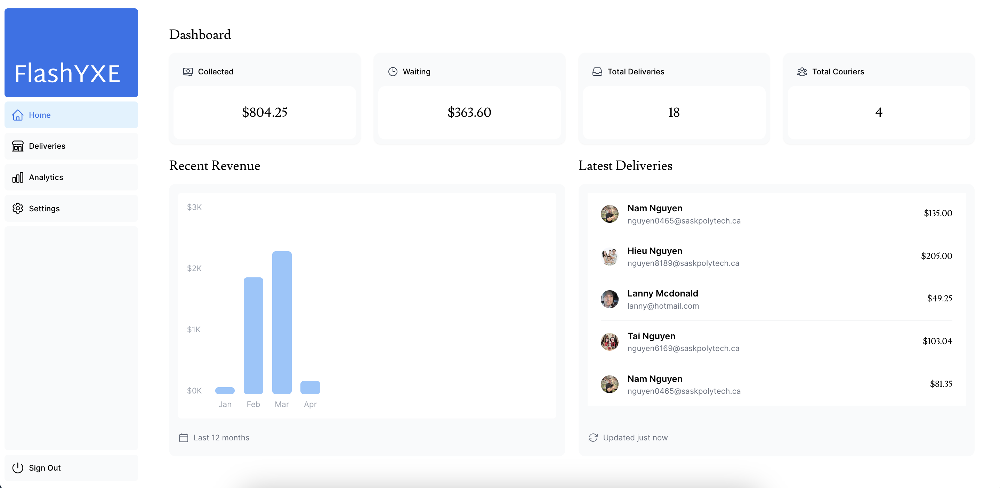 FlashYXE
Home
Deliveries
Analytics
Settings
Sign Out
Dashboard
Collected
$804.25
Waiting
$363.60
Total Deliveries
18
Total Couriers
4
Recent Revenue
$3K
$2K
$1K
$0K
Jan Feb Mar Apr
Last 12 months
Latest Deliveries
Nam Nguyen
nguyen0465@saskpolytech.ca
$135.00
Hieu Nguyen
nguyen8189@saskpolytech.ca
$205.00
Lanny Mcdonald
lanny@hotmail.com
$49.25
Tai Nguyen
nguyen6169@saskpolytech.ca
$103.04
Nam Nguyen
nguyen0465@saskpolytech.ca
$81.35
Updated just now